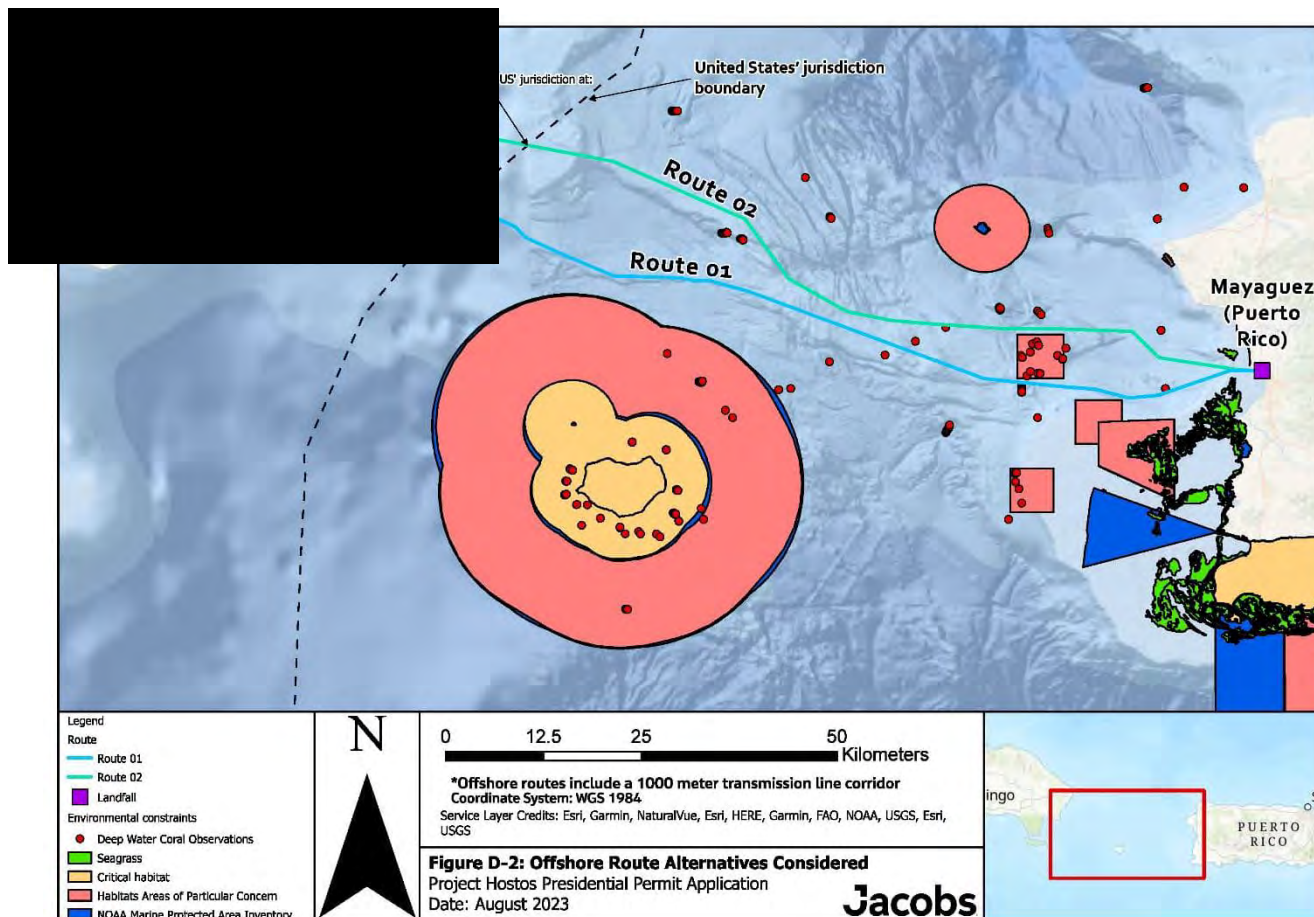 US' jurisdiction at:
United States' jurisdiction
boundary
Route 02
Route 01
Mayaguez
(Puerto
Rico)
Legend
Route
Route 01
Route 02
Landfall
Environmental constraints
Deep Water Coral Observations
Seagrass
Critical habitat
Habitats Areas of Particular Concern
NOAA Marine Protected Area Inventory
N
0 12.5 25 50
Kilometers
*Offshore routes include a 1000 meter transmission line corridor
Coordinate System: WGS 1984
Service Layer Credits: Esri, Garmin, NaturalVue, Esri, HERE, Garmin, FAO, NOAA, USGS, Esri,
USGS
Figure D-2: Offshore Route Alternatives Considered
Project Hostos Presidential Permit Application
Date: August 2023
Jacobs
ingo
PUERTO
RICO